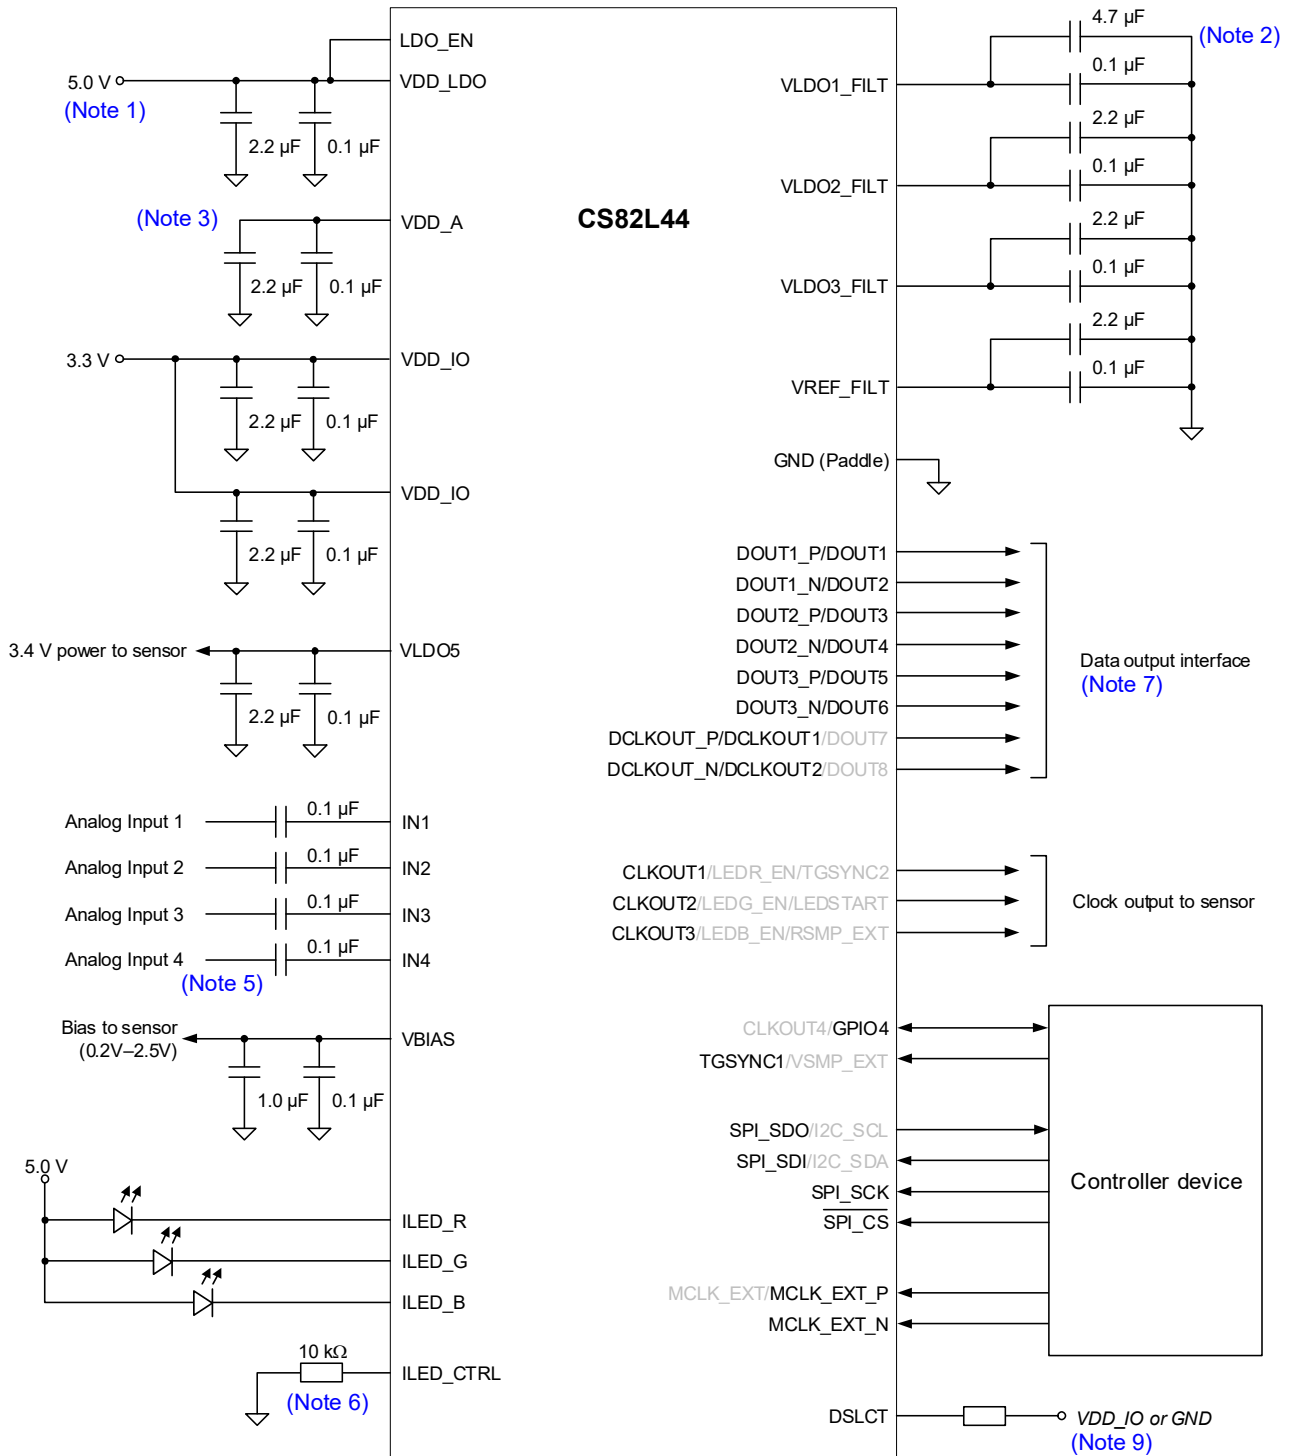 LDO_EN
5.0 V
VDD_LDO
(Note 1)
2.2 µF
0.1 µF
(Note 3)
VDD_A
2.2 µF
0.1 µF
3.3 V
VDD_IO
2.2 µF
0.1 µF
VDD_IO
2.2 µF
0.1 µF
3.4 V power to sensor
VLDO5
2.2 µF
0.1 µF
Analog Input 1
0.1 µF
IN1
Analog Input 2
0.1 µF
IN2
Analog Input 3
0.1 µF
IN3
Analog Input 4
0.1 µF
IN4
(Note 5)
Bias to sensor
(0.2V–2.5V)
VBIAS
1.0 µF
0.1 µF
5.0 V
ILED_R
ILED_G
ILED_B
10 kΩ
ILED_CTRL
(Note 6)
CS82L44
4.7 µF
(Note 2)
0.1 µF
VLDO1_FILT
2.2 µF
0.1 µF
VLDO2_FILT
2.2 µF
0.1 µF
VLDO3_FILT
2.2 µF
0.1 µF
VREF_FILT
GND (Paddle)
DOUT1_P/DOUT1
DOUT1_N/DOUT2
DOUT2_P/DOUT3
DOUT2_N/DOUT4
DOUT3_P/DOUT5
DOUT3_N/DOUT6
DCLKOUT_P/DCLKOUT1/DOUT7
DCLKOUT_N/DCLKOUT2/DOUT8
Data output interface
(Note 7)
CLKOUT1/LEDR_EN/TGSYNC2
CLKOUT2/LEDG_EN/LEDSTART
CLKOUT3/LEDB_EN/RSMP_EXT
Clock output to sensor
CLKOUT4/GPIO4
TGSYNC1/VSMP_EXT
SPI_SDO/I2C_SCL
SPI_SDI/I2C_SDA
SPI_SCK
SPI_CS
MCLK_EXT/MCLK_EXT_P
MCLK_EXT_N
Controller device
DSLCT
VDD_IO or GND
(Note 9)